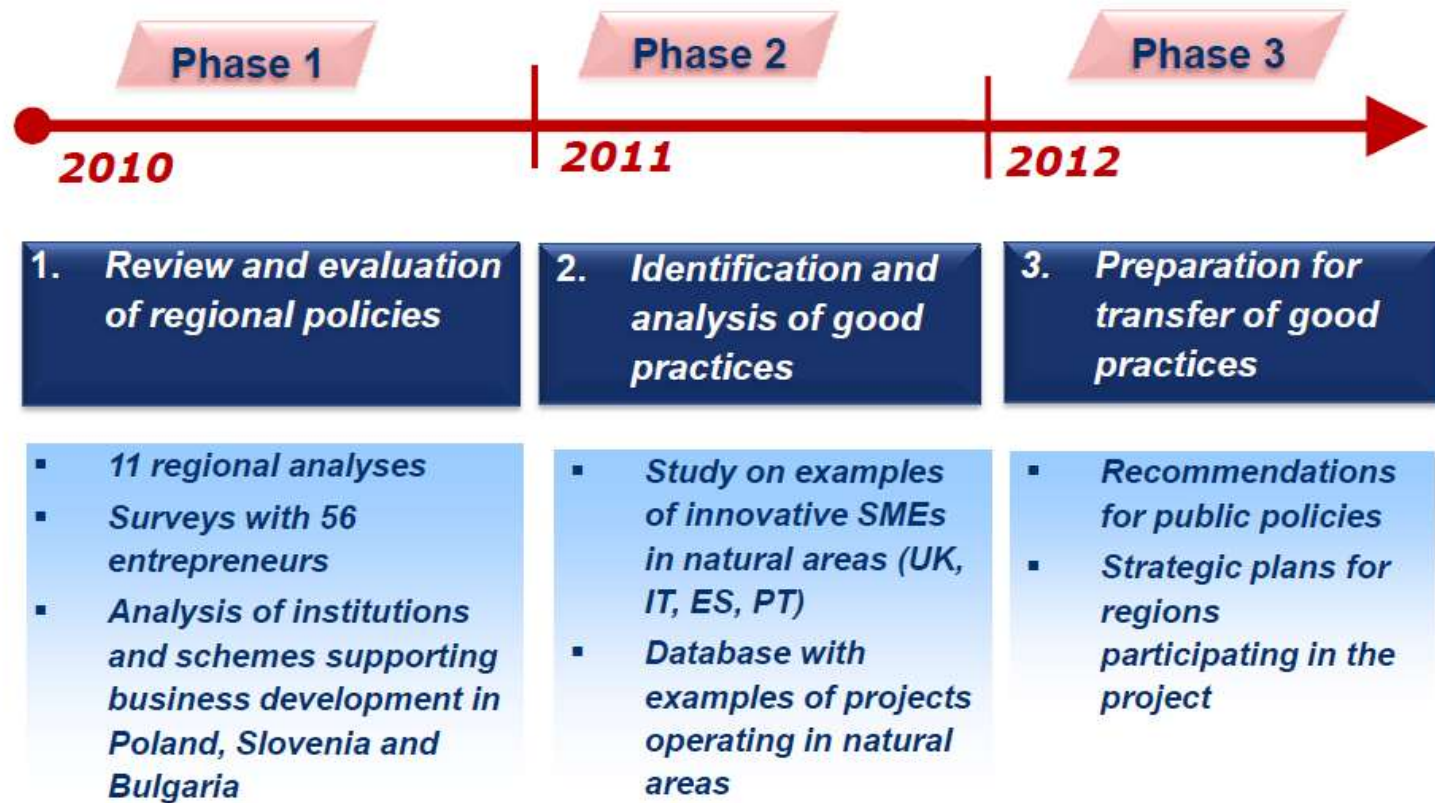 Phase 1
Phase 2
Phase 3
2010
2011
2012
1. Review and evaluation
of regional policies
2. Identification and
analysis of good
practices
3. Preparation for
transfer of good
practices
▪ 11 regional analyses
▪ Surveys with 56
entrepreneurs
▪ Analysis of institutions
and schemes supporting
business development in
Poland, Slovenia and
Bulgaria
▪ Study on examples
of innovative SMEs
in natural areas (UK,
IT, ES, PT)
▪ Database with
examples of projects
operating in natural
areas
▪ Recommendations
for public policies
▪ Strategic plans for
regions
participating in the
project